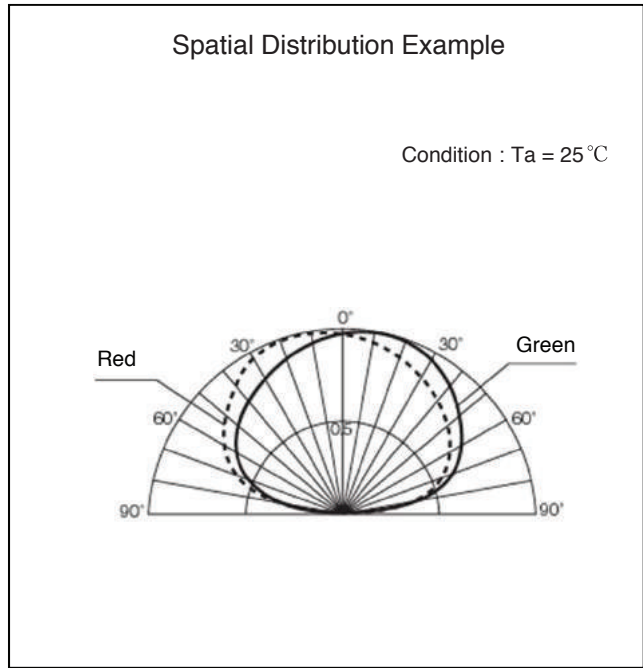 Spatial Distribution Example
Condition : Ta = 25℃
0°
30°
30°
Red
Green
60°
60°
0.5
90°
90°